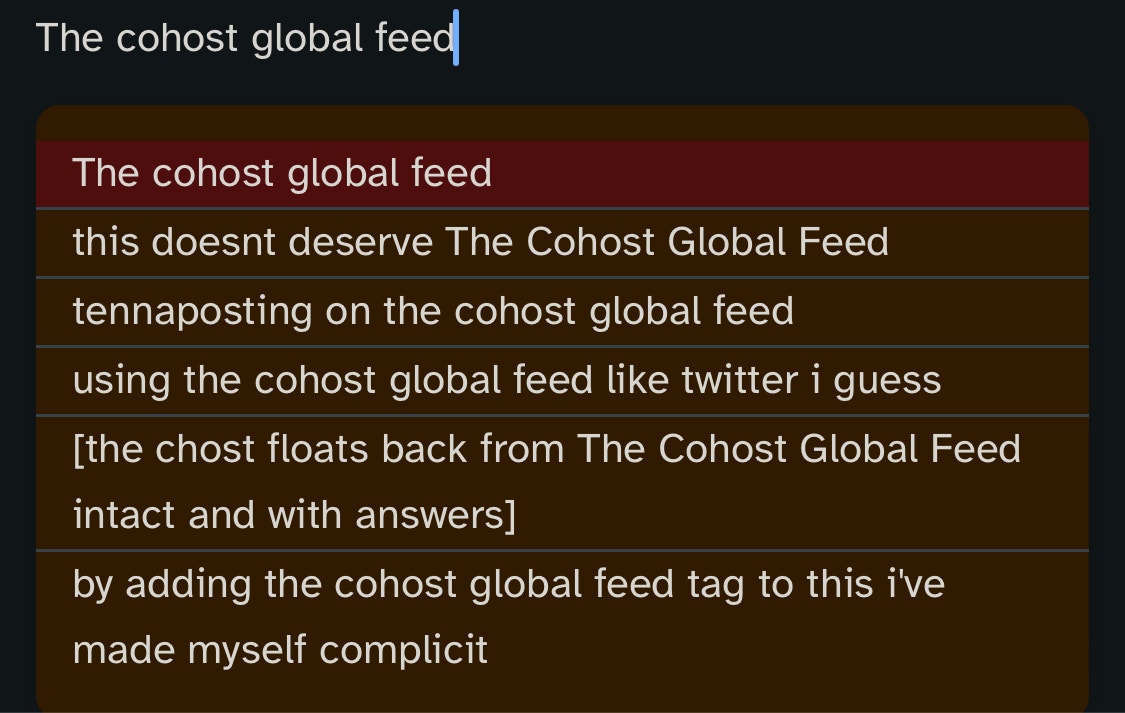 The cohost global feed
The cohost global feed
this doesnt deserve The Cohost Global Feed
tennaposting on the cohost global feed
using the cohost global feed like twitter i guess
[the chost floats back from The Cohost Global Feed
intact and with answers]
by adding the cohost global feed tag to this i've
made myself complicit